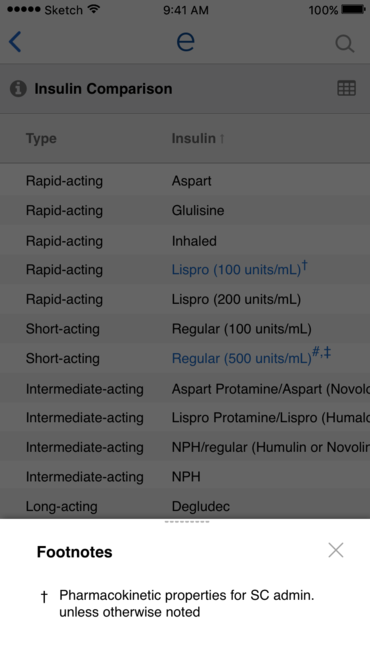 Sketch 9:41 AM 100%
e
Insulin Comparison
Type Insulin ↑
Rapid-acting Aspart
Rapid-acting Glulisine
Rapid-acting Inhaled
Rapid-acting Lispro (100 units/mL)†
Rapid-acting Lispro (200 units/mL)
Short-acting Regular (100 units/mL)
Short-acting Regular (500 units/mL)#,‡
Intermediate-acting Aspart Protamine/Aspart (Novolo
Intermediate-acting Lispro Protamine/Lispro (Humalo
Intermediate-acting NPH/regular (Humulin or Novolin
Intermediate-acting NPH
Long-acting Degludec
Footnotes
† Pharmacokinetic properties for SC admin.
unless otherwise noted